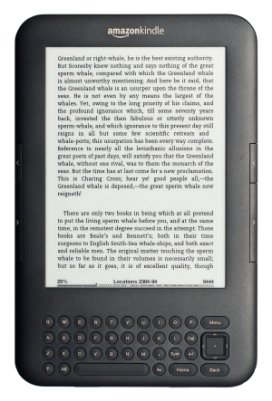 amazonkindle
Greenland or right-whale, he is the best existing authority.
But Scoresby knew nothing and says nothing of the great
sperm whale, compared with which the Greenland whale
is almost unworthy mentioning. And here be it said, that
the Greenland whale is an usurper upon the throne of the
seas. He is not even by any means the largest of the
whales. Yet, owing to the long priority of his claims, and
the profound ignorance which, till some seventy years
back, invested the then fabulous or utterly unknown
sperm-whale, and which ignorance to this present day still
reigns in all but some few scientific retreats and
whale-ports; this usurpation has been every way complete.
Reference to nearly all the leviathanic allusions in the
great poets of past days, will satisfy you that the Greenland
whale, without one rival, was to them the monarch of the
seas. But the time has at last come for a new proclamation.
This is Charing Cross; hear ye! good people all,—the
Greenland whale is deposed,—the great sperm whale now
reigneth!
There are only two books in being which at all pretend
to put the living sperm whale before you, and at the same
time, in the remotest degree succeed in the attempt. Those
books are Beale's and Bennett's; both in their time
surgeons to English South-Sea whale-ships, and both exact
and reliable men. The original matter touching the sperm
whale to be found in their volumes is necessarily small;
but so far as it goes, it is of excellent quality, though
25% Locations
Q W E R T Y U I O P Menu
A S D F G H J K L
Z X C V B N M Sym
Alt Aa Home Back